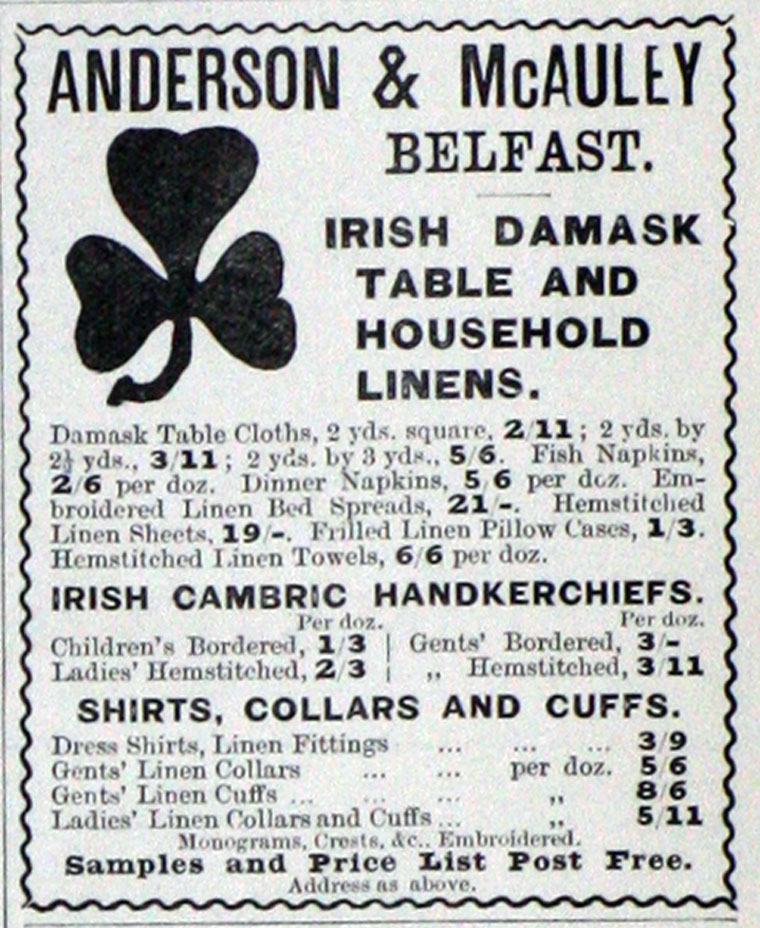 ANDERSON & McAULEY
BELFAST.
IRISH DAMASK
TABLE AND
HOUSEHOLD
LINENS.
Damask Table Cloths, 2 yds. square, 2/11; 2 yds. by
2½ yds., 3/11; 2 yds. by 3 yds., 5/6. Fish Napkins,
2/6 per doz. Dinner Napkins, 5/6 per doz. Em-
broidered Linen Bed Spreads, 21/-. Hemstitched
Linen Sheets, 19/-. Frilled Linen Pillow Cases, 1/3.
Hemstitched Linen Towels, 6/6 per doz.
IRISH CAMBRIC HANDKERCHIEFS.
Per doz. Per doz.
Children's Bordered, 1/3 | Gents' Bordered, 3/-
Ladies' Hemstitched, 2/3 | „ Hemstitched, 3/11
SHIRTS, COLLARS AND CUFFS.
Dress Shirts, Linen Fittings ... ... ... 3/9
Gents' Linen Collars ... ... per doz. 5/6
Gents' Linen Cuffs ... ... ... „ 8/6
Ladies' Linen Collars and Cuffs ... „ 5/11
Monograms, Crests, &c., Embroidered.
Samples and Price List Post Free.
Address as above.